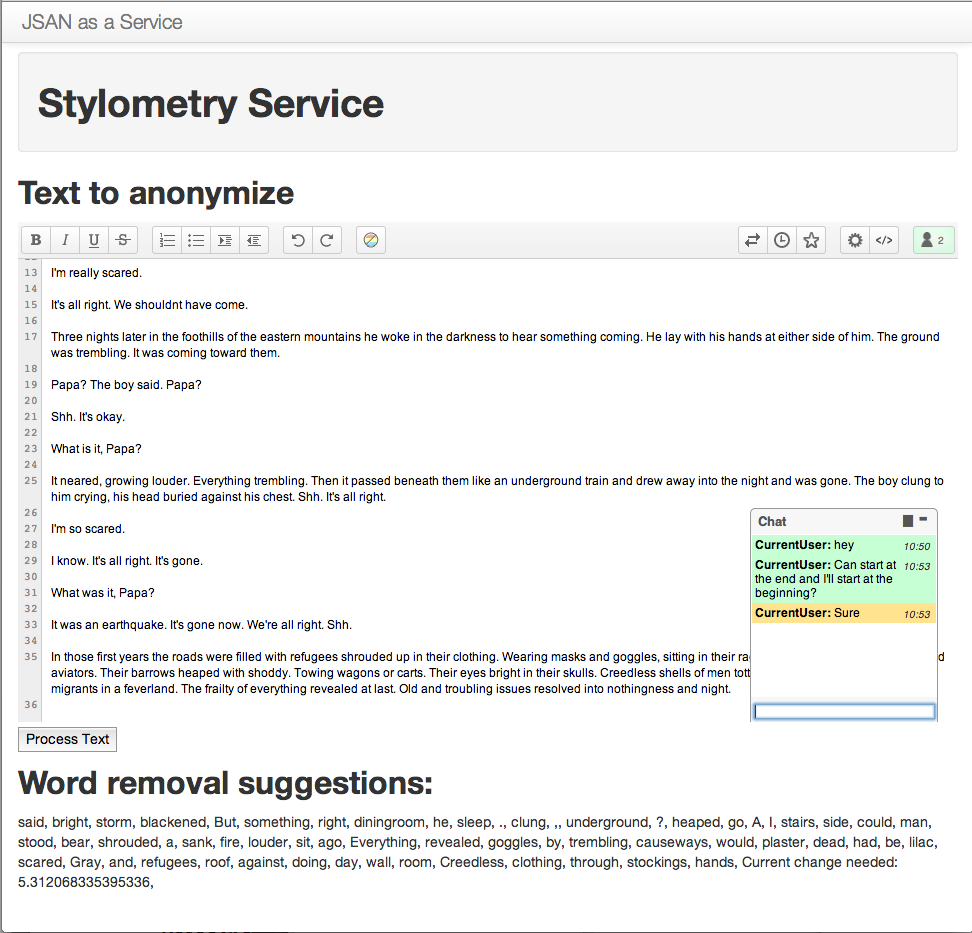 JSAN as a Service
Stylometry Service
Text to anonymize
B I U S
2
13 I'm really scared.
14
15 It's all right. We shouldnt have come.
16
17 Three nights later in the foothills of the eastern mountains he woke in the darkness to hear something coming. He lay with his hands at either side of him. The ground
was trembling. It was coming toward them.
18
19 Papa? The boy said. Papa?
20
21 Shh. It's okay.
22
23 What is it, Papa?
24
25 It neared, growing louder. Everything trembling. Then it passed beneath them like an underground train and drew away into the night and was gone. The boy clung to
him crying, his head buried against his chest. Shh. It's all right.
26
27 I'm so scared.
28
29 I know. It's all right. It's gone.
30
31 What was it, Papa?
32
33 It was an earthquake. It's gone now. We're all right. Shh.
34
35 In those first years the roads were filled with refugees shrouded up in their clothing. Wearing masks and goggles, sitting in their
aviators. Their barrows heaped with shoddy. Towing wagons or carts. Their eyes bright in their skulls. Creedless shells of men
migrants in a feverland. The frailty of everything revealed at last. Old and troubling issues resolved into nothingness and night.
36
Chat
CurrentUser: hey 10:50
CurrentUser: Can start at 10:53
the end and I'll start at the
beginning?
CurrentUser: Sure 10:53
Process Text
Word removal suggestions:
said, bright, storm, blackened, But, something, right, diningroom, he, sleep, ., clung, ,, underground, ?, heaped, go, A, I, stairs, side, could, man,
stood, bear, shrouded, a, sank, fire, louder, sit, ago, Everything, revealed, goggles, by, trembling, causeways, would, plaster, dead, had, be, lilac,
scared, Gray, and, refugees, roof, against, doing, day, wall, room, Creedless, clothing, through, stockings, hands, Current change needed:
5.312068335395336,